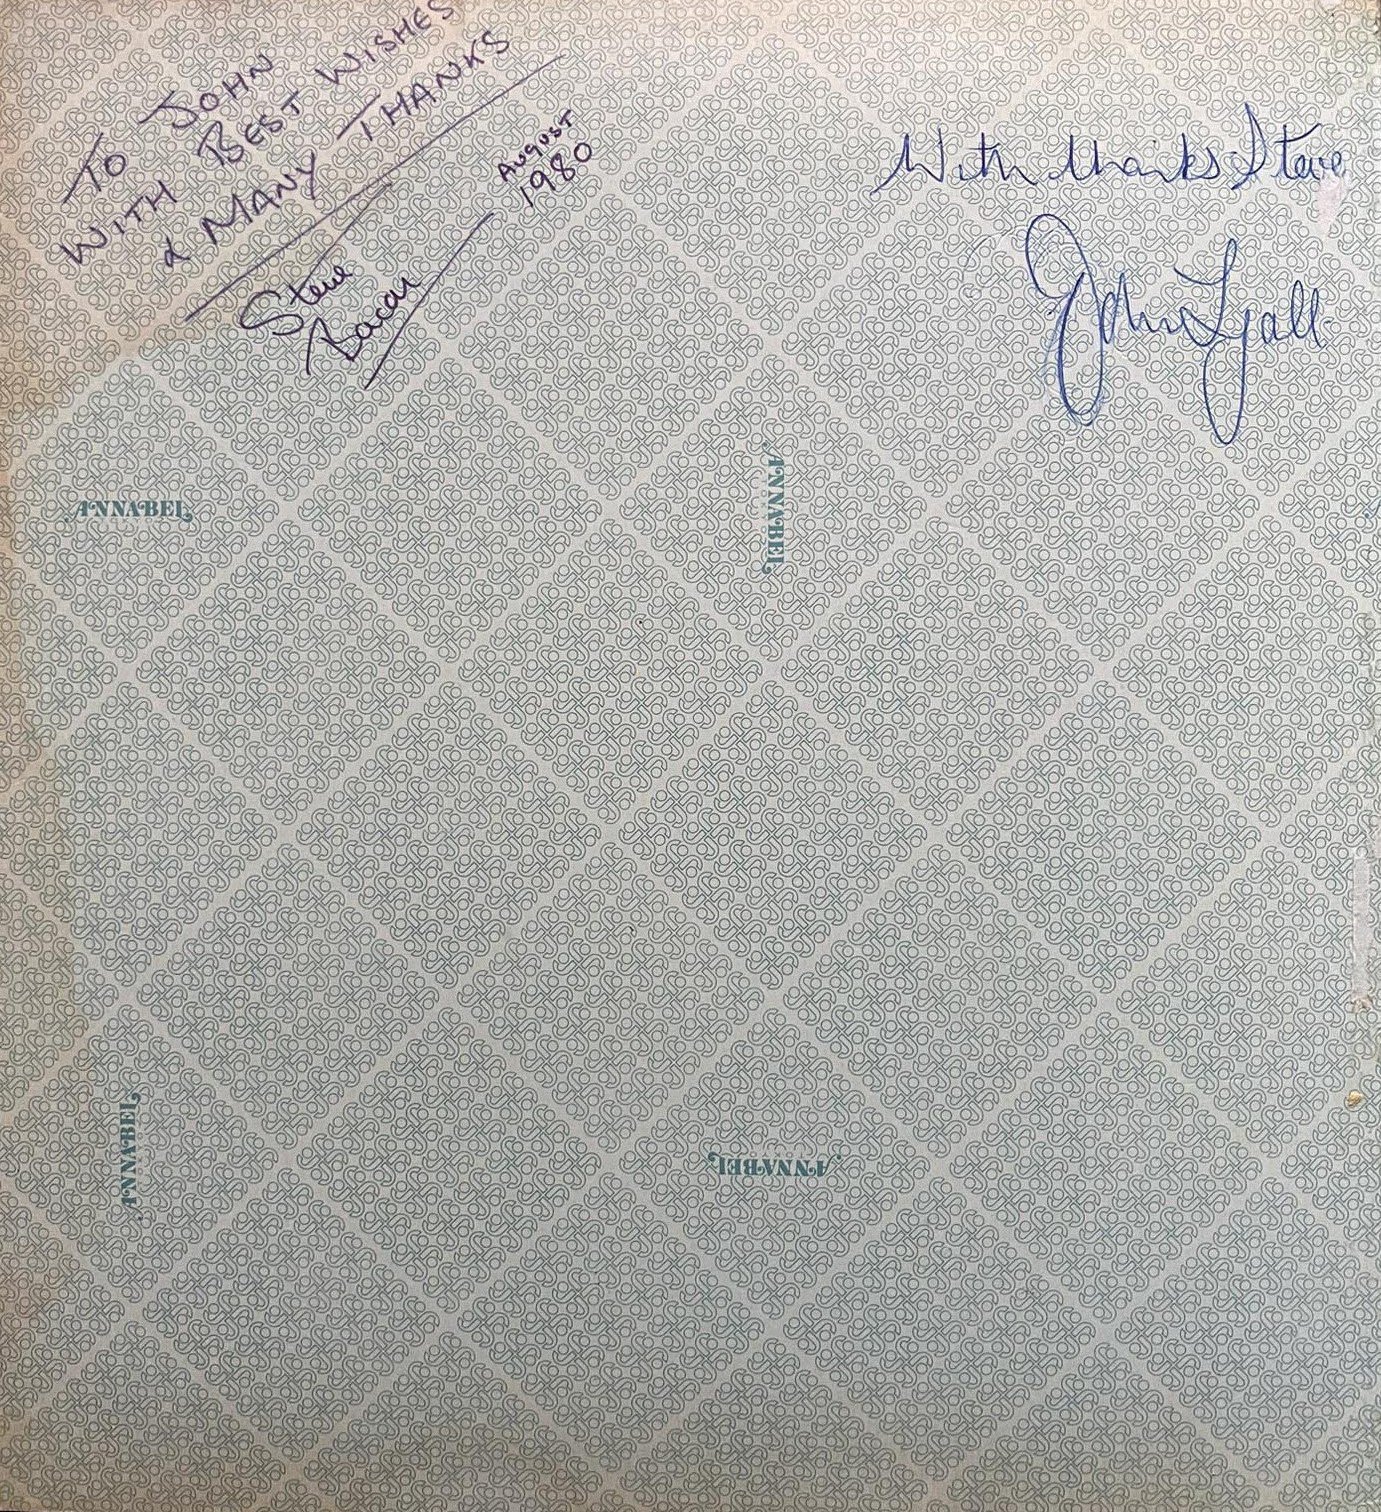 TO JOHN
WITH BEST WISHES
& MANY THANKS
Steve
Bacon
AUGUST
1980
With thanks Steve
John Lyall
ANNABEL
ANNABEL
ANNABEL
ANNABEL